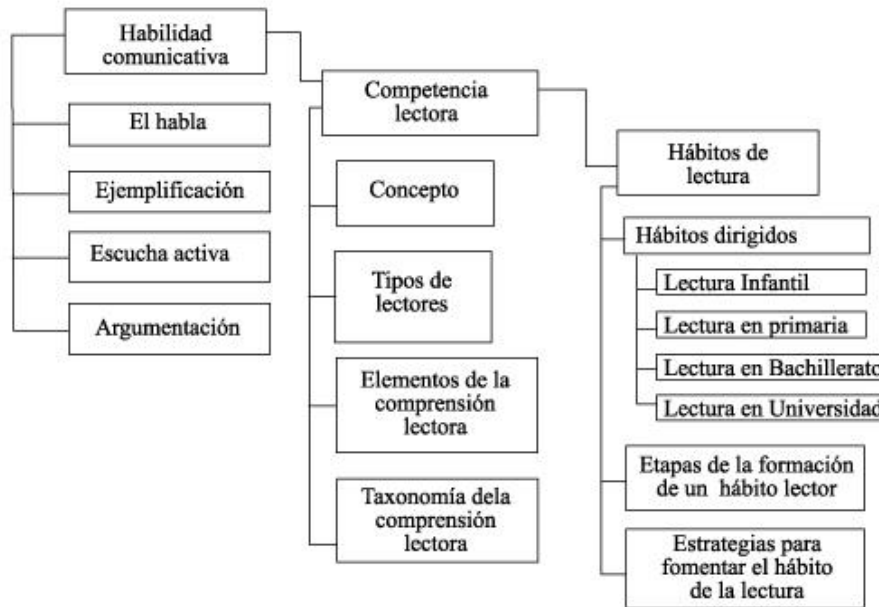 Habilidad
comunicativa
El habla
Ejemplificación
Escucha activa
Argumentación
Competencia
lectora
Concepto
Tipos de
lectores
Elementos de la
comprensión
lectora
Taxonomía dela
comprensión
lectora
Hábitos de
lectura
Hábitos dirigidos
Lectura Infantil
Lectura en primaria
Lectura en Bachillerato
Lectura en Universidad
Etapas de la formación
de un hábito lector
Estrategias para
fomentar el hábito
de la lectura